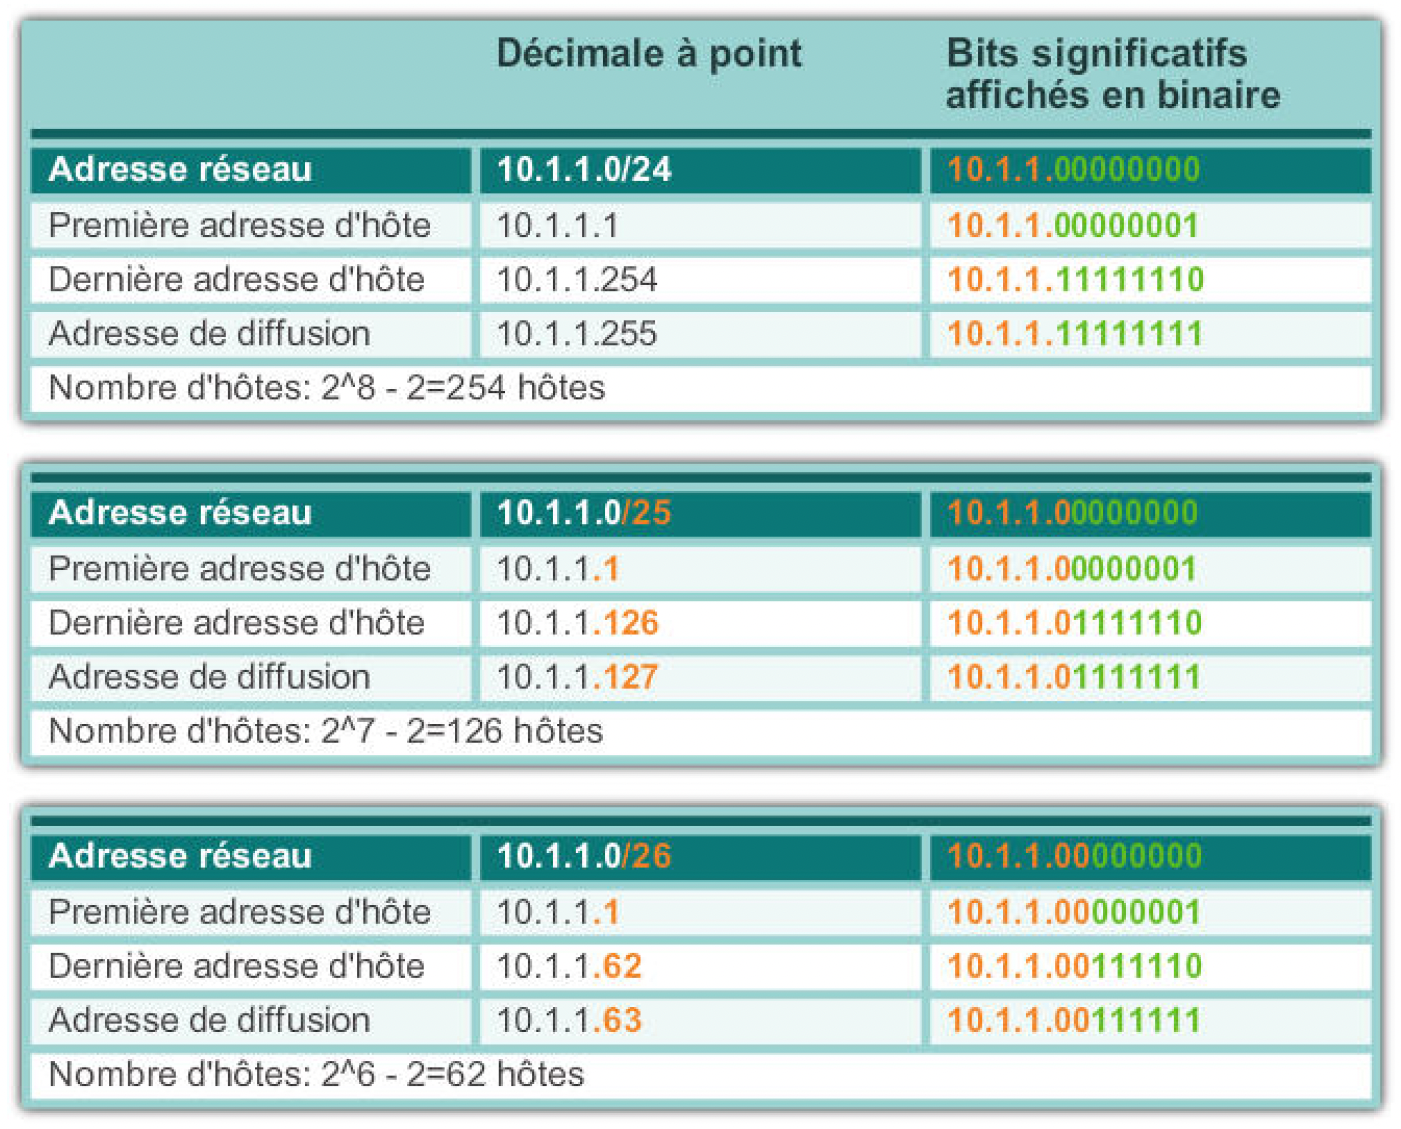 Décimale à point Bits significatifs
affichés en binaire
Adresse réseau 10.1.1.0/24 10.1.1.00000000
Première adresse d'hôte 10.1.1.1 10.1.1.00000001
Dernière adresse d'hôte 10.1.1.254 10.1.1.11111110
Adresse de diffusion 10.1.1.255 10.1.1.11111111
Nombre d'hôtes: 2^8 - 2=254 hôtes
Adresse réseau 10.1.1.0/25 10.1.1.00000000
Première adresse d'hôte 10.1.1.1 10.1.1.00000001
Dernière adresse d'hôte 10.1.1.126 10.1.1.01111110
Adresse de diffusion 10.1.1.127 10.1.1.01111111
Nombre d'hôtes: 2^7 - 2=126 hôtes
Adresse réseau 10.1.1.0/26 10.1.1.00000000
Première adresse d'hôte 10.1.1.1 10.1.1.00000001
Dernière adresse d'hôte 10.1.1.62 10.1.1.00111110
Adresse de diffusion 10.1.1.63 10.1.1.00111111
Nombre d'hôtes: 2^6 - 2=62 hôtes